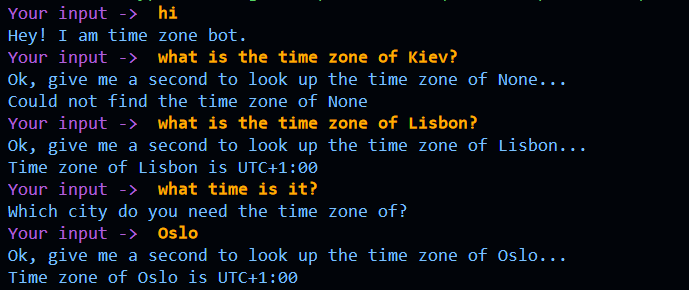 Your input -> hi
Hey! I am time zone bot.
Your input -> what is the time zone of Kiev?
Ok, give me a second to look up the time zone of None...
Could not find the time zone of None
Your input -> what is the time zone of Lisbon?
Ok, give me a second to look up the time zone of Lisbon...
Time zone of Lisbon is UTC+1:00
Your input -> what time is it?
Which city do you need the time zone of?
Your input -> Oslo
Ok, give me a second to look up the time zone of Oslo...
Time zone of Oslo is UTC+1:00